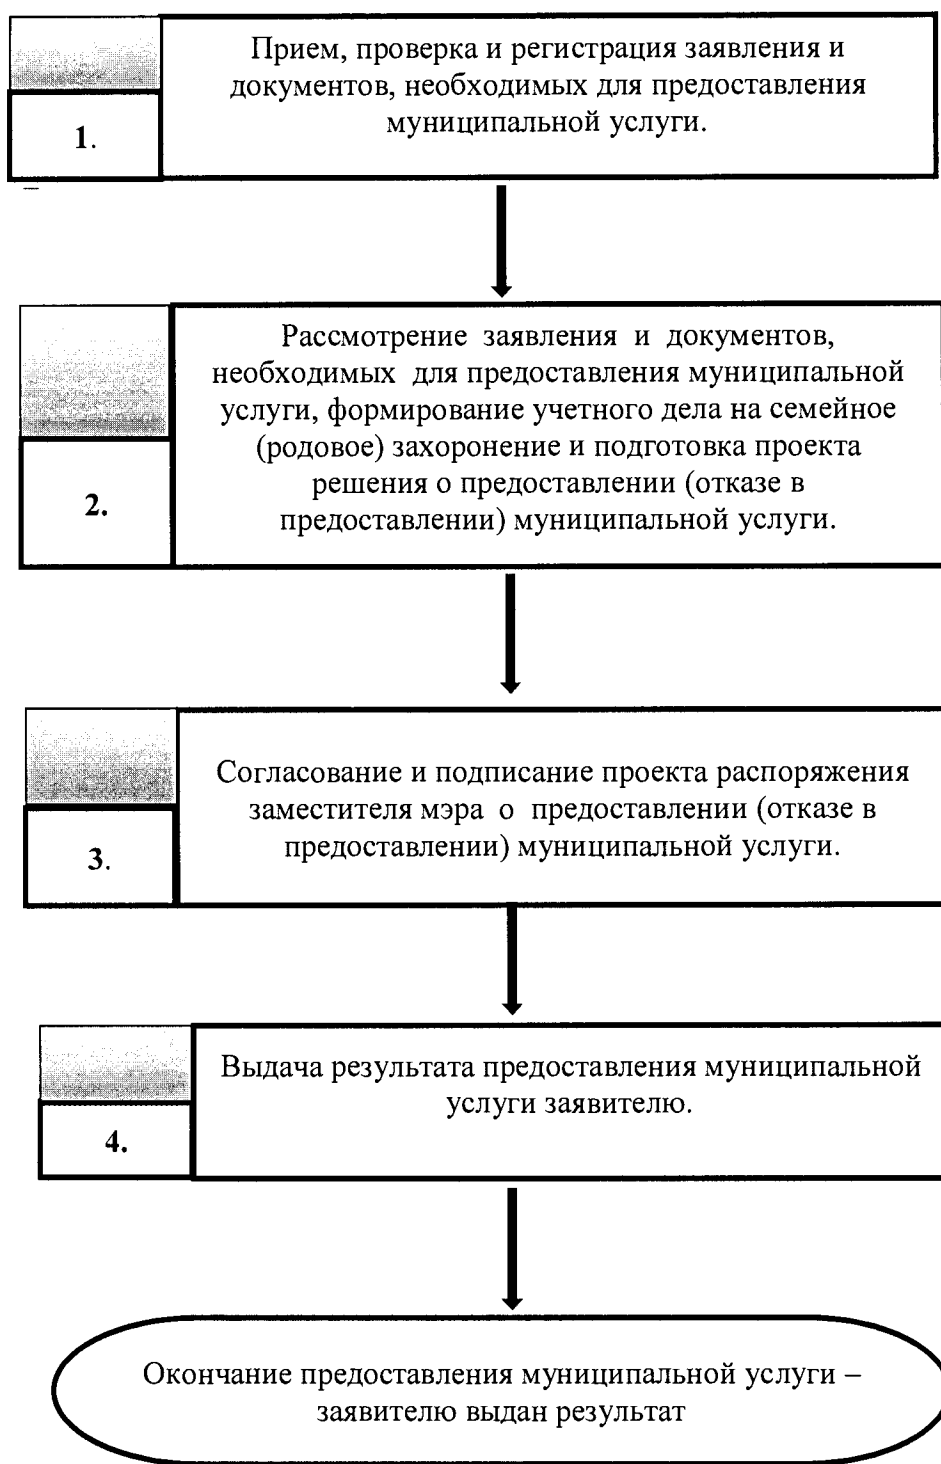 Прием, проверка и регистрация заявления и
документов, необходимых для предоставления
муниципальной услуги.
1.
Рассмотрение заявления и документов,
необходимых для предоставления муниципальной
услуги, формирование учетного дела на семейное
(родовое) захоронение и подготовка проекта
решения о предоставлении (отказе в
предоставлении) муниципальной услуги.
2.
Согласование и подписание проекта распоряжения
заместителя мэра о предоставлении (отказе в
предоставлении) муниципальной услуги.
3.
Выдача результата предоставления муниципальной
услуги заявителю.
4.
Окончание предоставления муниципальной услуги –
заявителю выдан результат